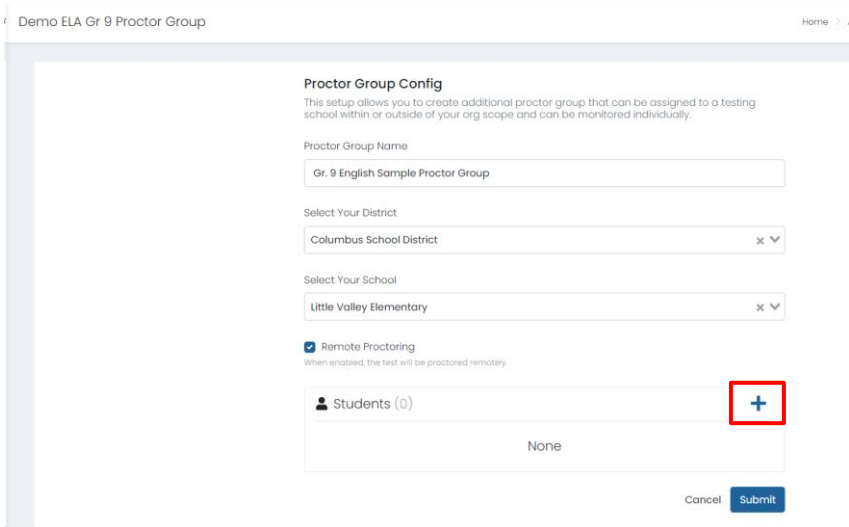 Demo ELA Gr 9 Proctor Group
Home
Proctor Group Config
This setup allows you to create additional proctor group that can be assigned to a testing
school within or outside of your org scope and can be monitored individually.
Proctor Group Name
Gr. 9 English Sample Proctor Group
Select Your District
Columbus School District
Select Your School
Little Valley Elementary
Remote Proctoring
When enabled, the test will be proctored remotely.
Students (0)
None
Cancel Submit